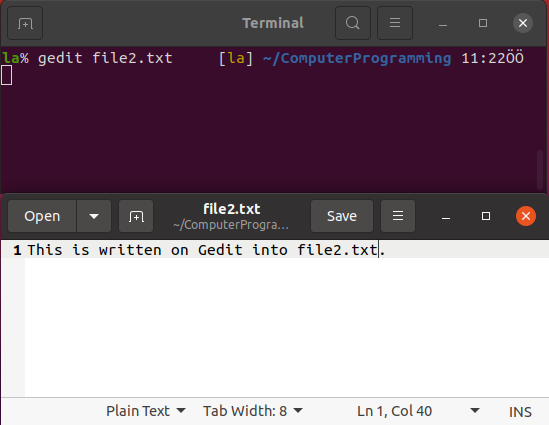 Terminal
la% gedit file2.txt [la] ~/ComputerProgramming 11:22ÖÖ
Open
file2.txt
~/ComputerProgra...
Save
1 This is written on Gedit into file2.txt.
Plain Text Tab Width: 8 Ln 1, Col 40 INS